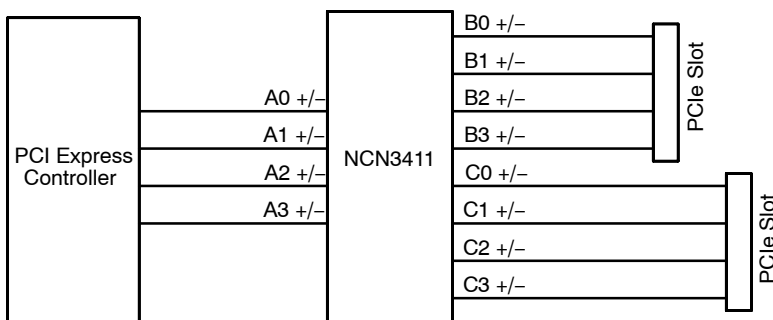 PCI Express
Controller
A0 +/−
A1 +/−
A2 +/−
A3 +/−
NCN3411
B0 +/−
B1 +/−
B2 +/−
B3 +/−
C0 +/−
C1 +/−
C2 +/−
C3 +/−
PCIe Slot
PCIe Slot